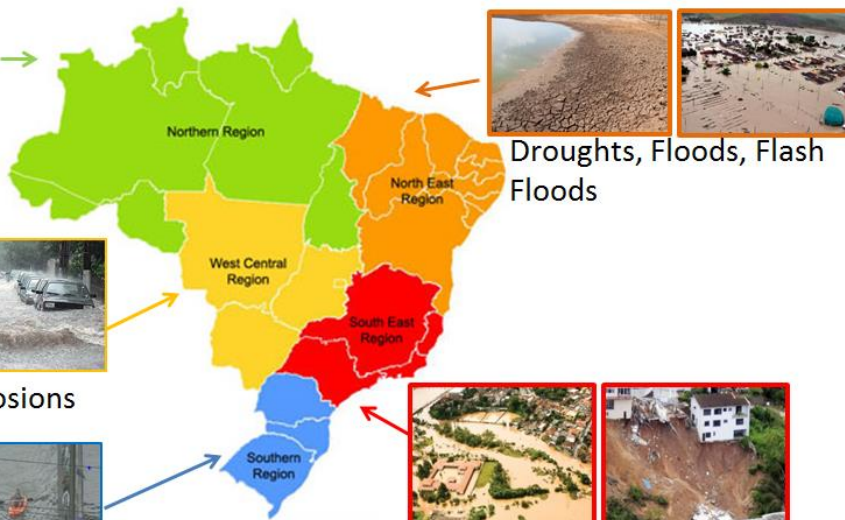 Northern Region
Droughts, Floods, Flash
Floods
North East
Region
West Central
Region
South East
Region
osions
Southern
Region